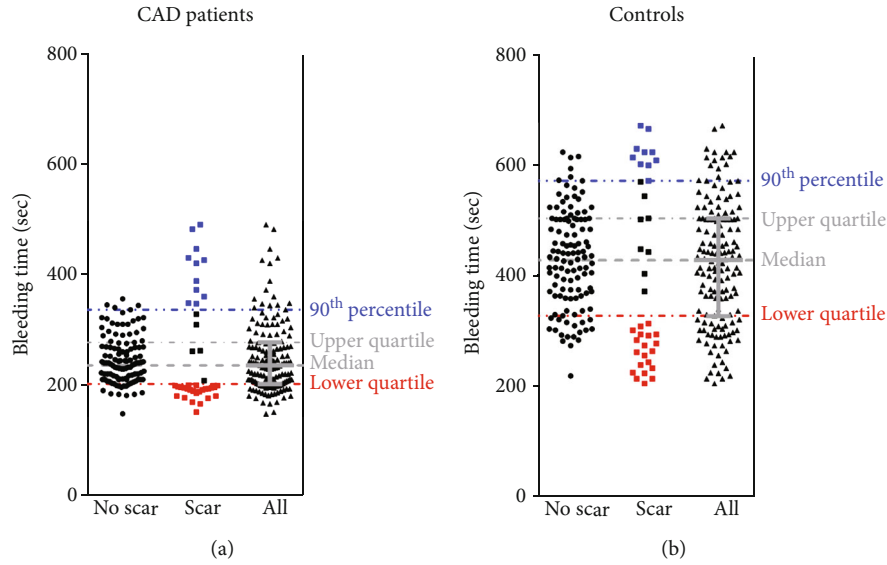 CAD patients
Bleeding time (sec)
800
600
400
200
0
90th percentile
Upper quartile
Median
Lower quartile
No scar Scar All
(a)
Controls
Bleeding time (sec)
800
600
400
200
0
90th percentile
Upper quartile
Median
Lower quartile
No scar Scar All
(b)